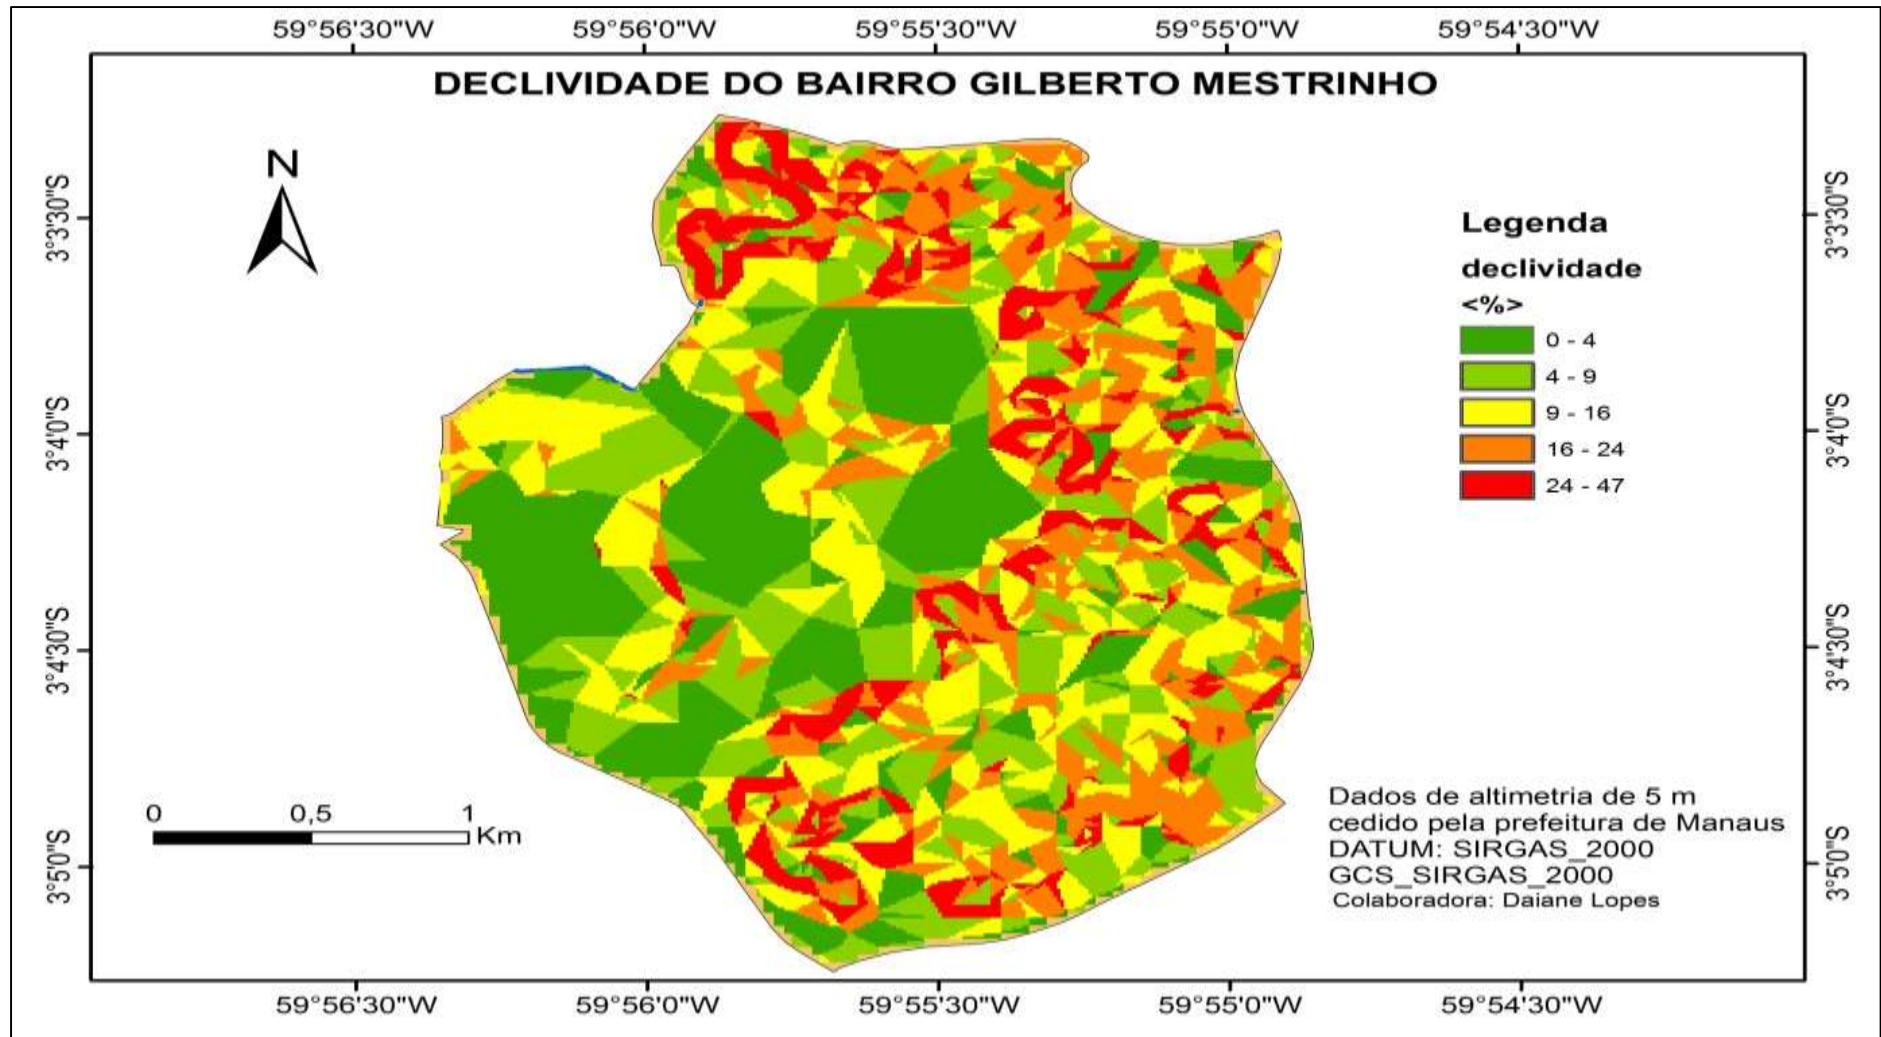 59°56'30"W 59°56'0"W 59°55'30"W 59°55'0"W 59°54'30"W
DECLIVIDADE DO BAIRRO GILBERTO MESTRINHO
N
3°3'30"S
3°4'0"S
3°4'30"S
3°5'0"S
3°3'30"S
3°4'0"S
3°4'30"S
3°5'0"S
Legenda
declividade
<%>
0 - 4
4 - 9
9 - 16
16 - 24
24 - 47
0 0,5 1
Km
Dados de altimetria de 5 m
cedido pela prefeitura de Manaus
DATUM: SIRGAS_2000
GCS_SIRGAS_2000
Colaboradora: Daiane Lopes
59°56'30"W 59°56'0"W 59°55'30"W 59°55'0"W 59°54'30"W